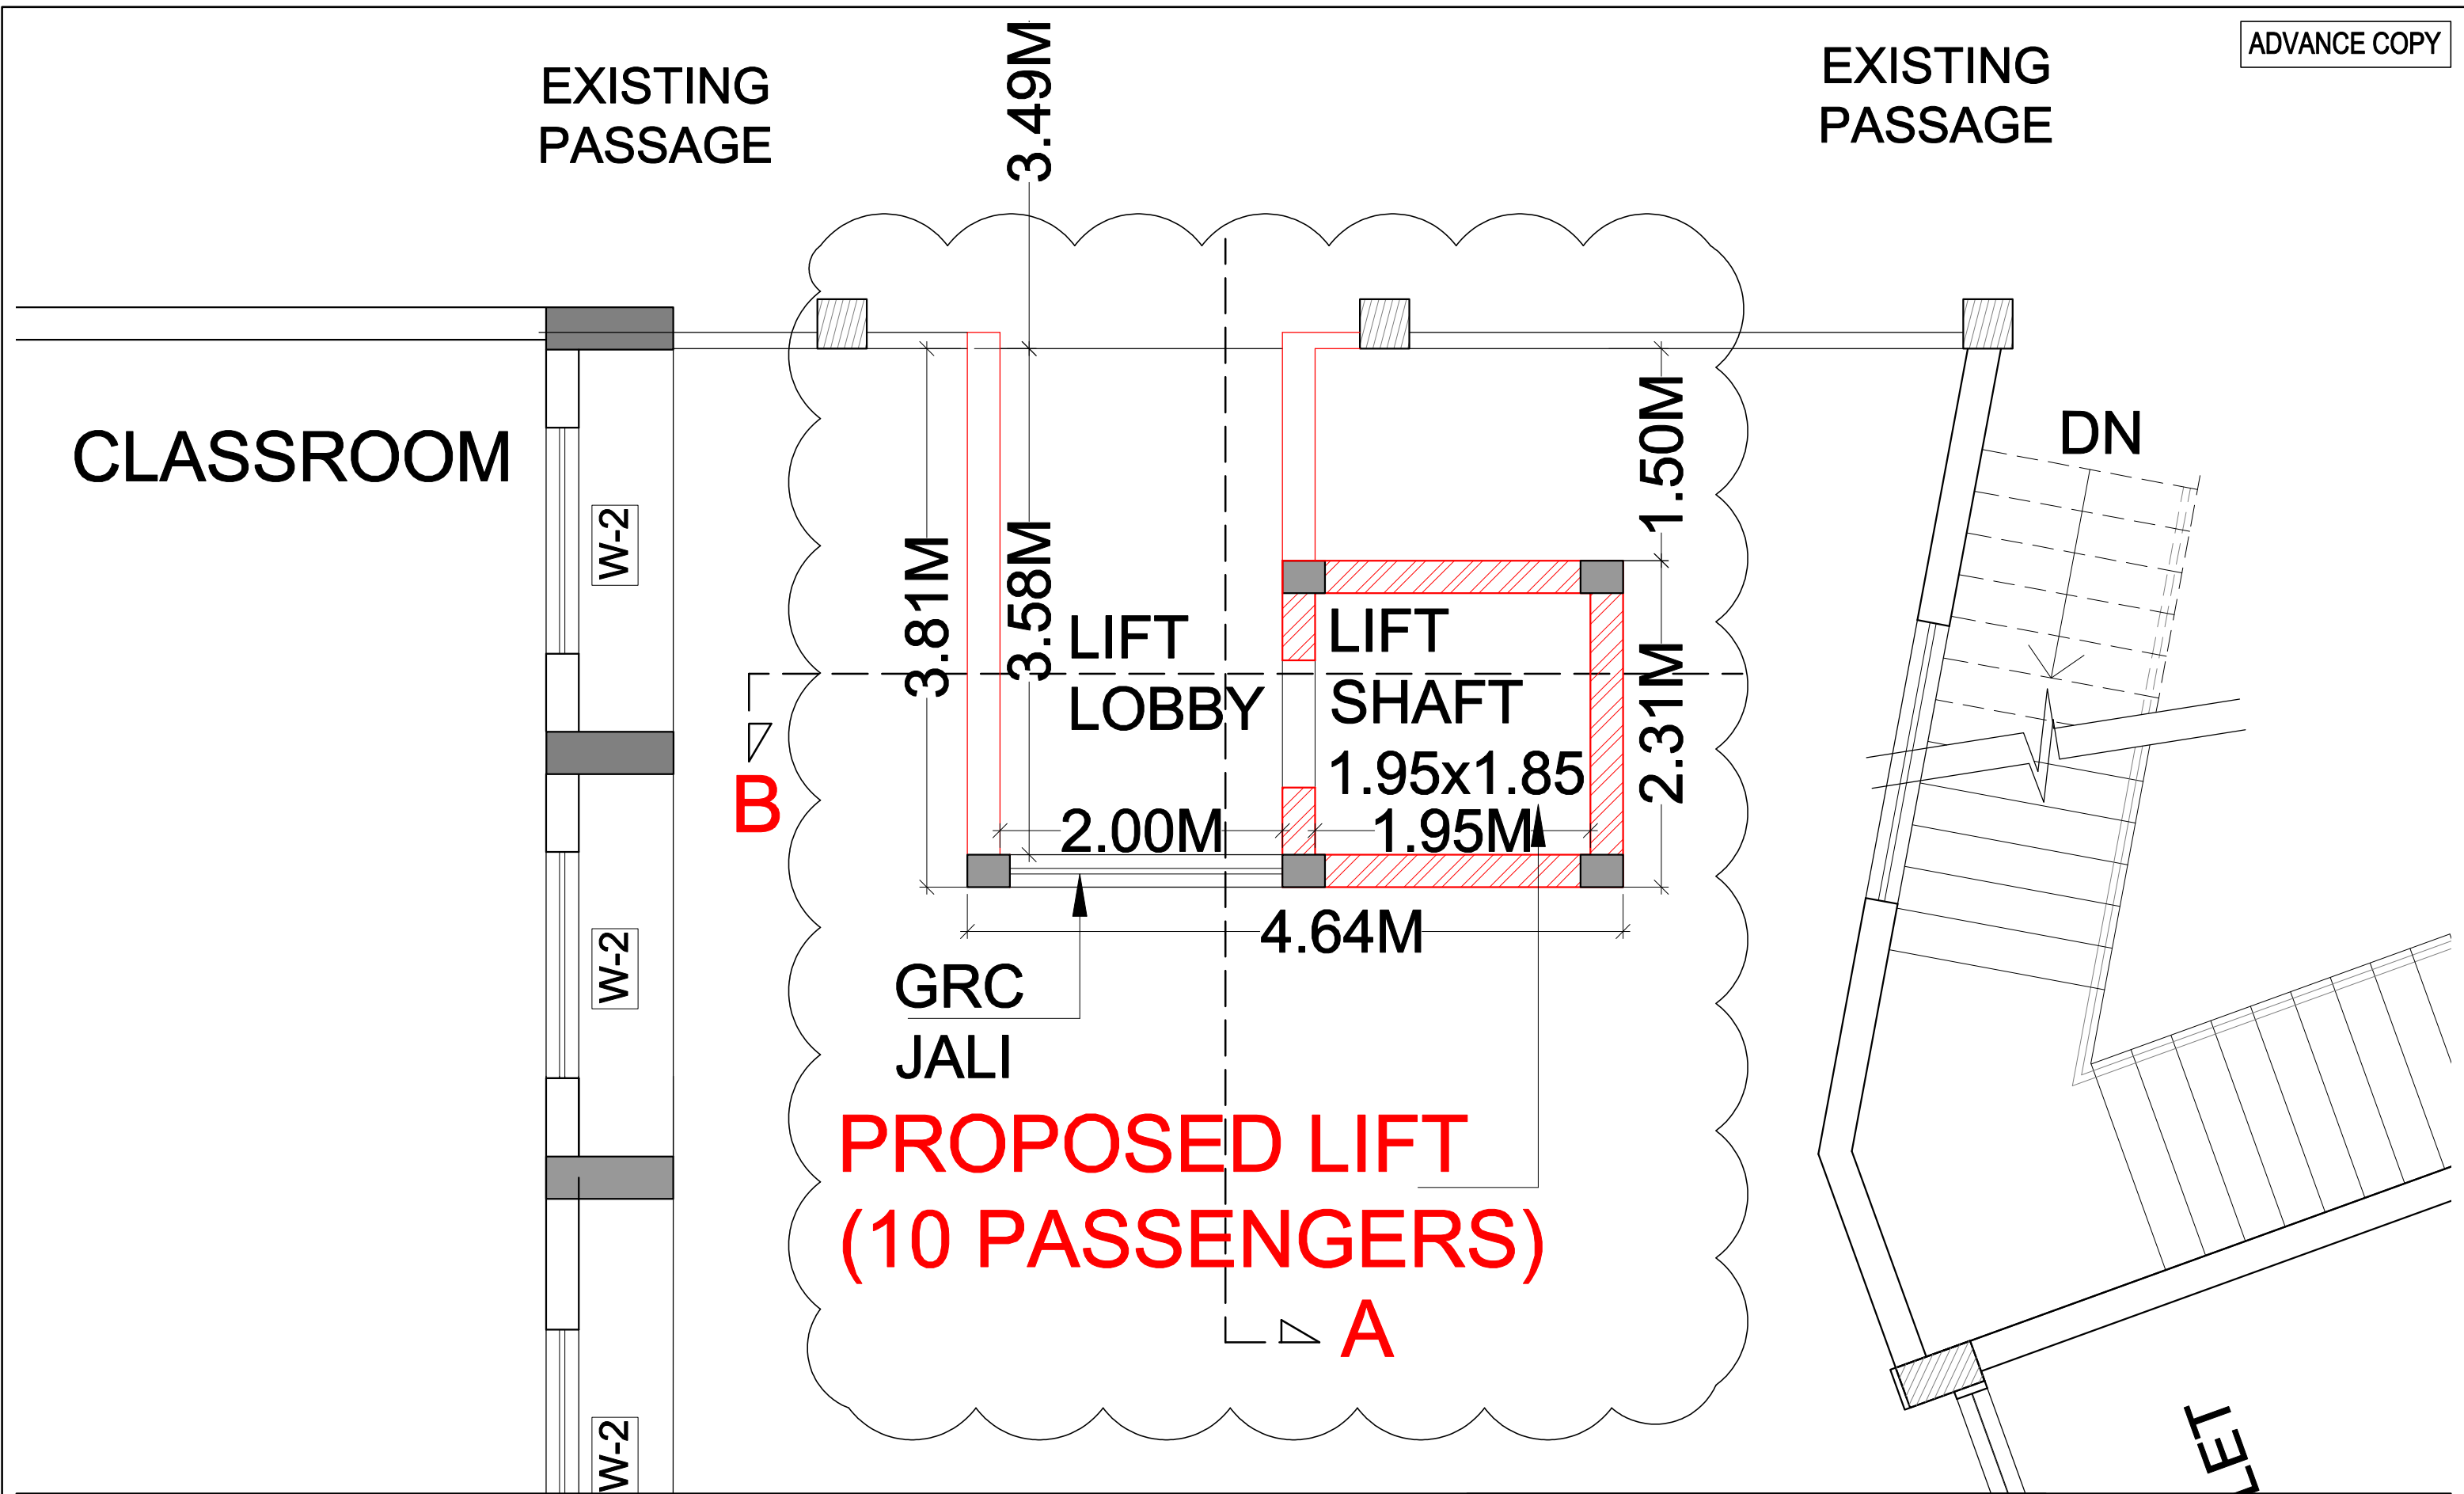 ADVANCE COPY
EXISTING
PASSAGE
3.49M
EXISTING
PASSAGE
CLASSROOM
DN
W-2
3.81M
3.58M
1.50M
LIFT
LOBBY
LIFT
SHAFT
1.95x1.85
2.31M
B
2.00M
1.95M
4.64M
W-2
GRC
JALI
PROPOSED LIFT
(10 PASSENGERS)
A
W-2